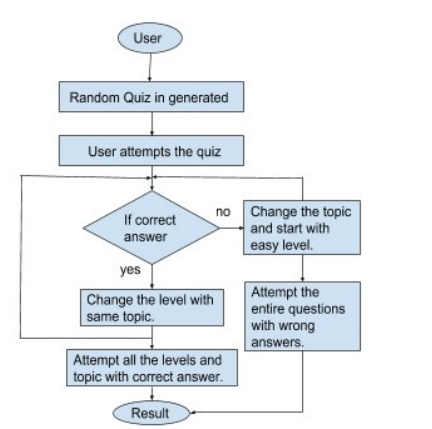 User
Random Quiz in generated
User attempts the quiz
If correct
answer
no
Change the topic
and start with
easy level.
yes
Change the level with
same topic.
Attempt the
entire questions
with wrong
answers.
Attempt all the levels and
topic with correct answer.
Result